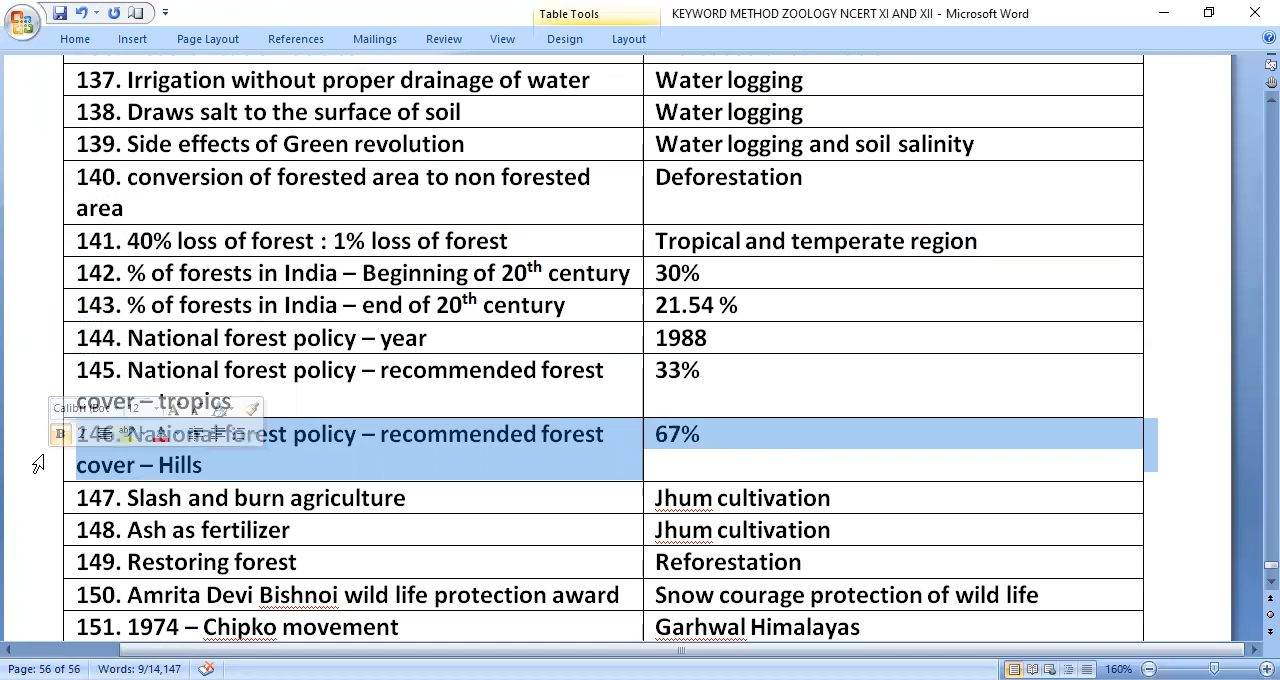 Table Tools
KEYWORD METHOD ZOOLOGY NCERT XI AND XII - Microsoft Word
Home Insert Page Layout References Mailings Review View Design Layout
137. Irrigation without proper drainage of water Water logging
138. Draws salt to the surface of soil Water logging
139. Side effects of Green revolution Water logging and soil salinity
140. conversion of forested area to non forested Deforestation
area
141. 40% loss of forest : 1% loss of forest Tropical and temperate region
142. % of forests in India – Beginning of 20th century 30%
143. % of forests in India – end of 20th century 21.54 %
144. National forest policy – year 1988
145. National forest policy – recommended forest 33%
cover – tropics
146. National forest policy – recommended forest 67%
cover – Hills
147. Slash and burn agriculture Jhum cultivation
148. Ash as fertilizer Jhum cultivation
149. Restoring forest Reforestation
150. Amrita Devi Bishnoi wild life protection award Snow courage protection of wild life
151. 1974 – Chipko movement Garhwal Himalayas
Page: 56 of 56 Words: 9/14,147 160%